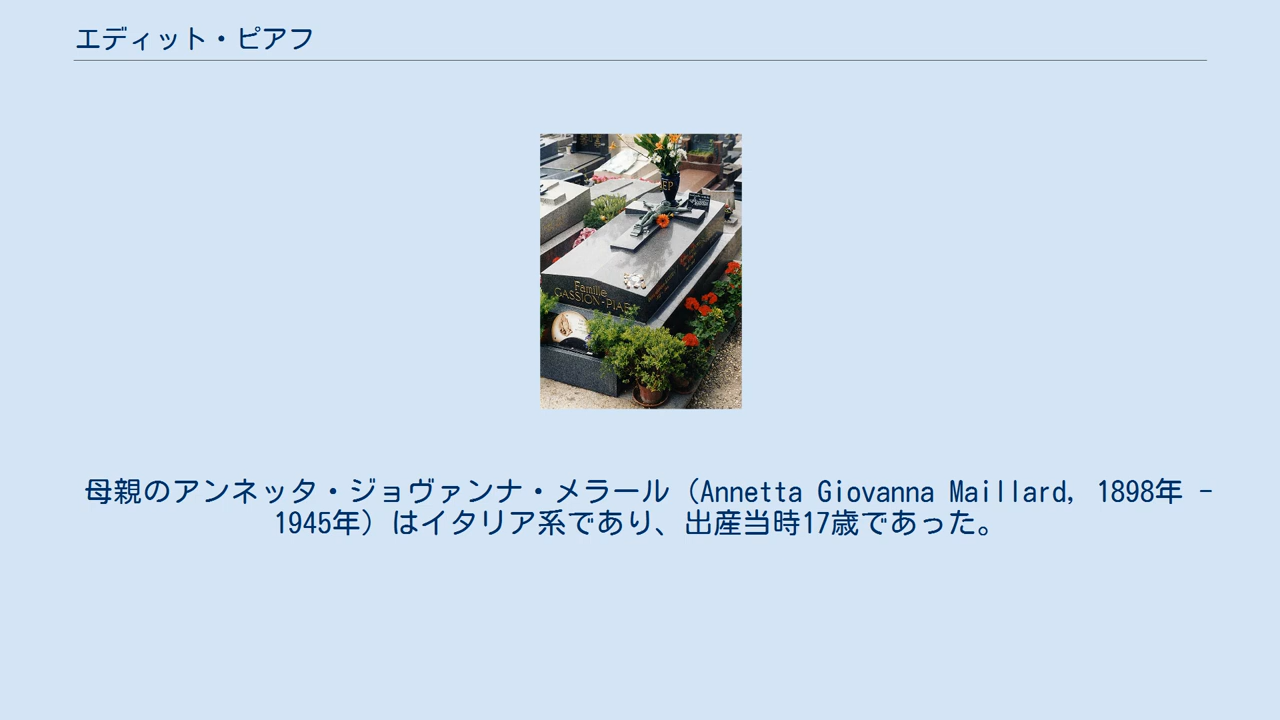 エディット・ピアフ
EP
Famille
GASSION-PIAF
母親のアンネッタ・ジョヴァンナ・メラール（Annetta Giovanna Maillard, 1898年 -
1945年）はイタリア系であり、出産当時17歳であった。